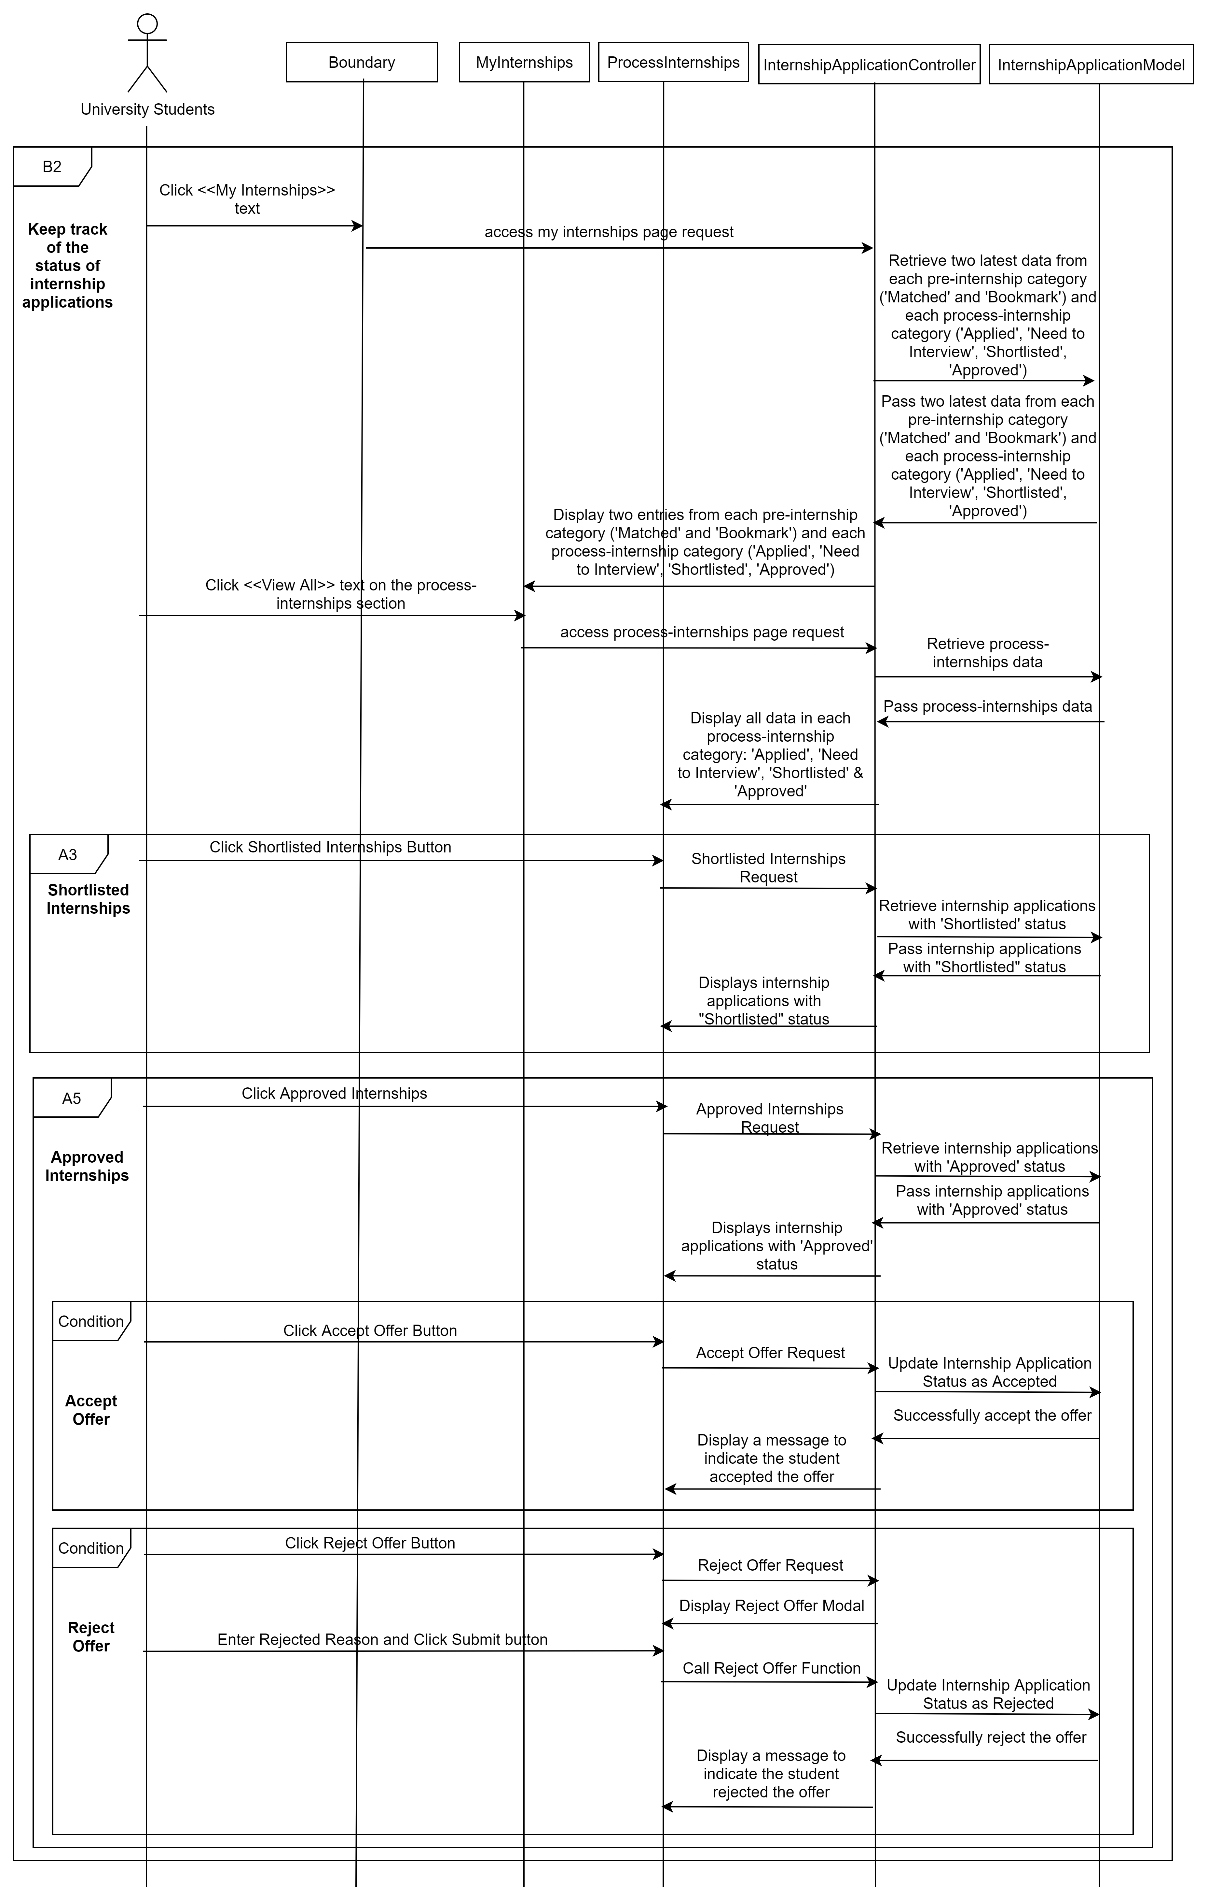 University Students
Boundary
MyInternships
ProcessInternships
InternshipApplicationController
InternshipApplicationModel
B2
Keep track
of the
status of
internship
applications
Click <<My Internships>>
text
access my internships page request
Retrieve two latest data from
each pre-internship category
('Matched' and 'Bookmark') and
each process-internship
category ('Applied', 'Need to
Interview', 'Shortlisted',
'Approved')
Pass two latest data from each
pre-internship category
('Matched' and 'Bookmark') and
each process-internship
category ('Applied', 'Need to
Interview', 'Shortlisted',
'Approved')
Display two entries from each pre-internship
category ('Matched' and 'Bookmark') and each
process-internship category ('Applied', 'Need
to Interview', 'Shortlisted', 'Approved')
Click <<View All>> text on the process-
internships section
access process-internships page request
Retrieve process-
internships data
Pass process-internships data
Display all data in each
process-internship
category: 'Applied', 'Need
to Interview', 'Shortlisted' &
'Approved'
A3
Shortlisted
Internships
Click Shortlisted Internships Button
Shortlisted Internships
Request
Retrieve internship applications
with 'Shortlisted' status
Pass internship applications
with "Shortlisted" status
Displays internship
applications with
"Shortlisted" status
A5
Approved
Internships
Click Approved Internships
Approved Internships
Request
Retrieve internship applications
with 'Approved' status
Pass internship applications
with 'Approved' status
Displays internship
applications with 'Approved'
status
Condition
Accept
Offer
Click Accept Offer Button
Accept Offer Request
Update Internship Application
Status as Accepted
Successfully accept the offer
Display a message to
indicate the student
accepted the offer
Condition
Reject
Offer
Click Reject Offer Button
Reject Offer Request
Display Reject Offer Modal
Enter Rejected Reason and Click Submit button
Call Reject Offer Function
Update Internship Application
Status as Rejected
Successfully reject the offer
Display a message to
indicate the student
rejected the offer